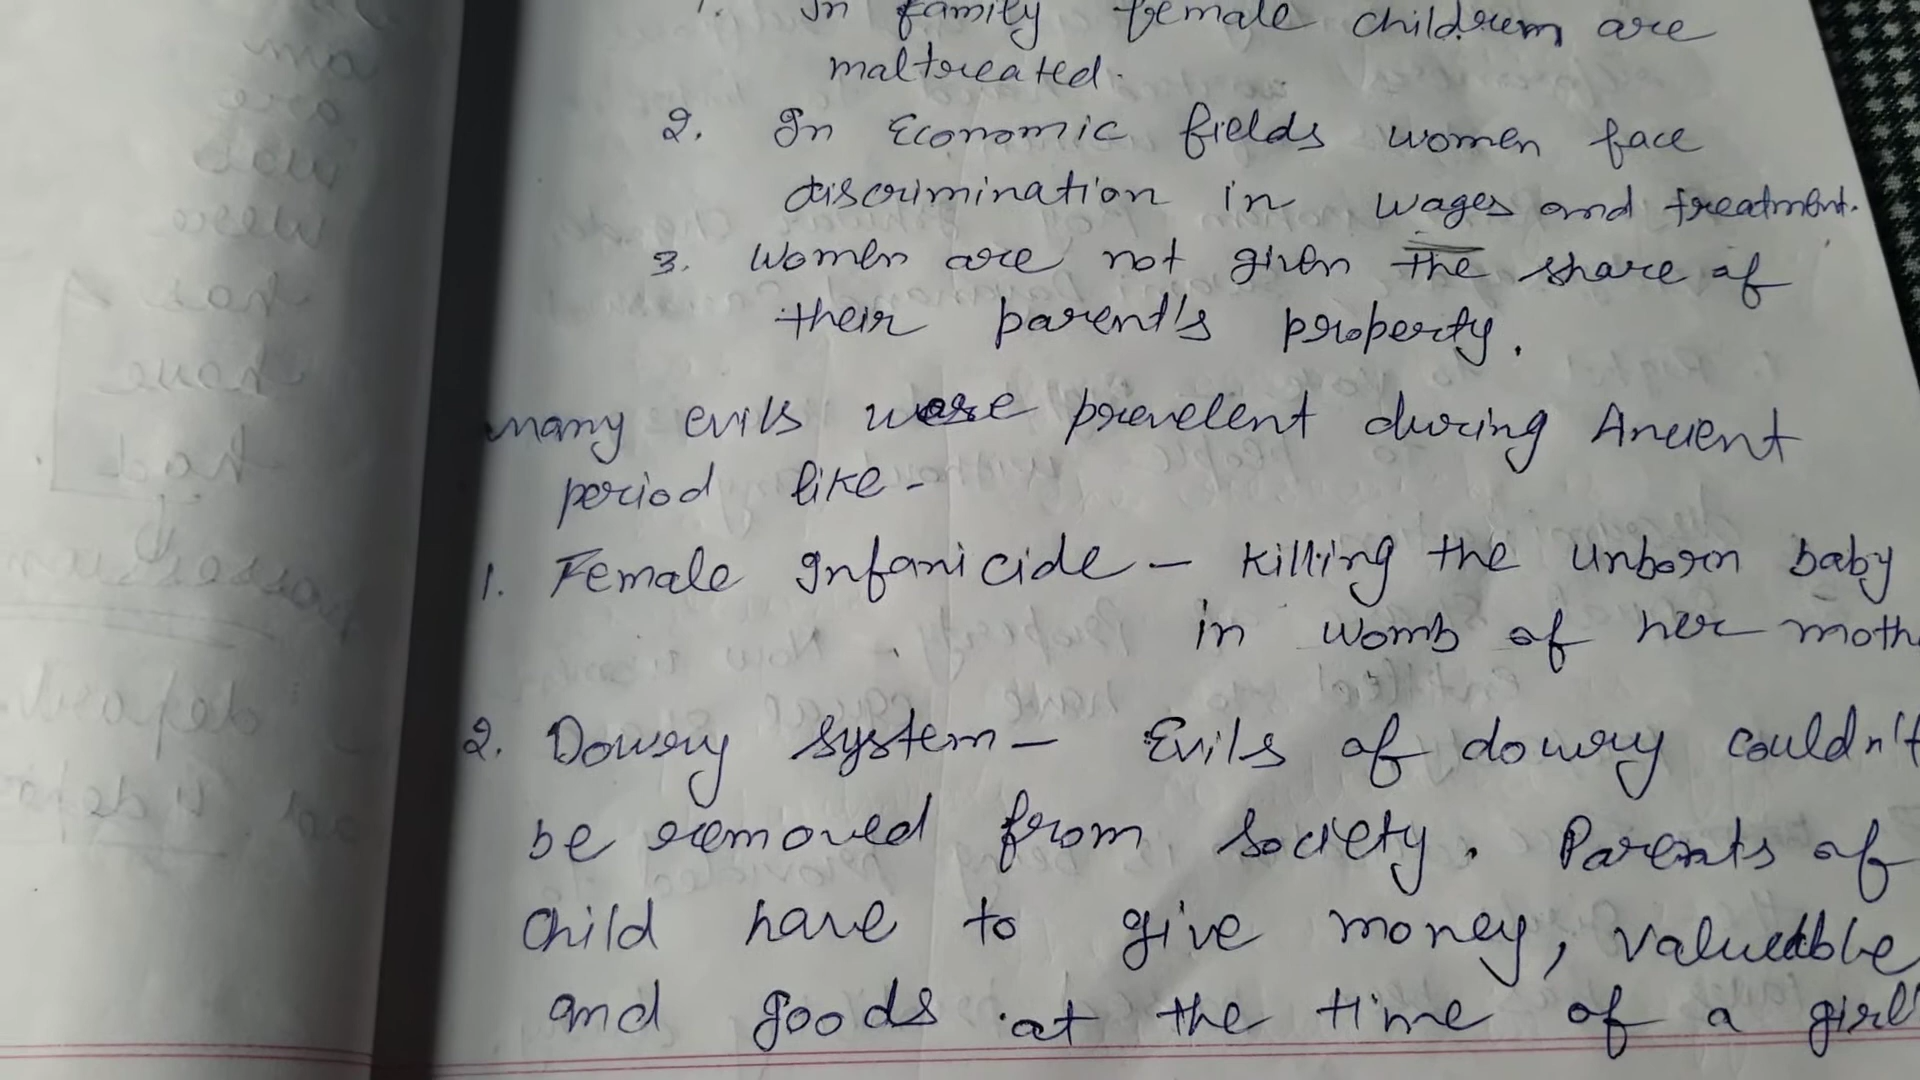 1. In family female children are
maltreated.
2. In Economic fields women face
discrimination in wages and treatment.
3. Women are not given the share of
their parent's property.
many evils were prevelent during Ancient
period like -
1. Female Infanicide - Killing the unborn baby
in womb of her moth
2. Dowry system - Evils of dowry couldn't
be removed from society. Parents of
child have to give money, valuable
and goods at the time of a girl